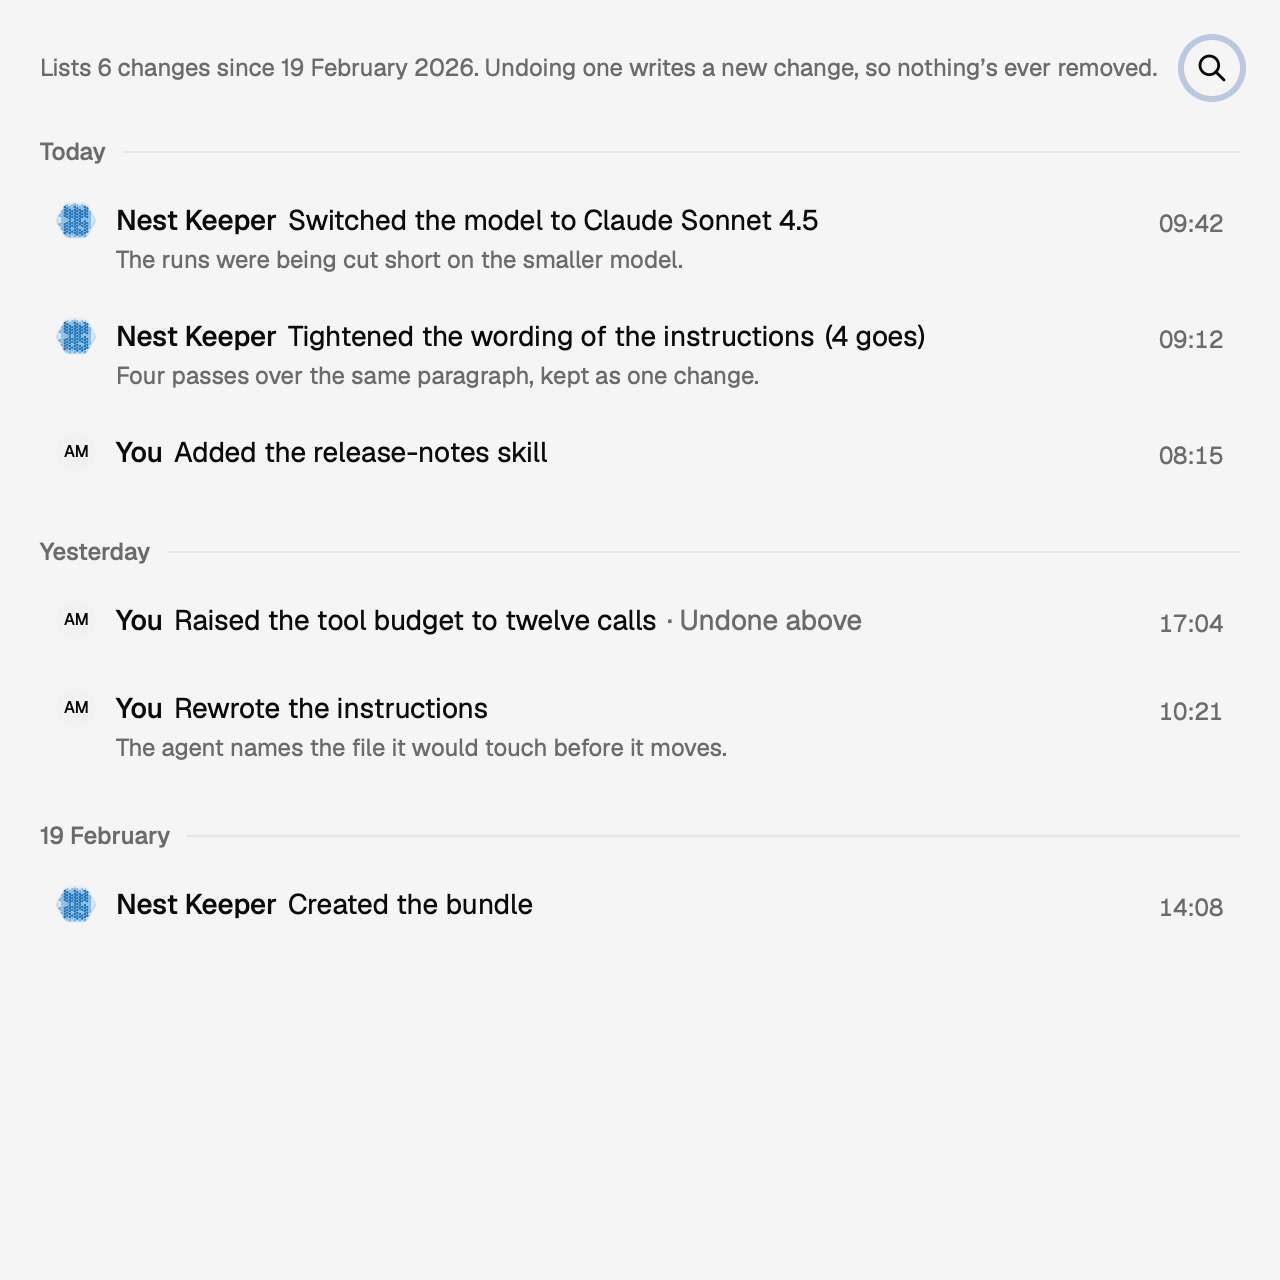 Lists 6 changes since 19 February 2026. Undoing one writes a new change, so nothing’s ever removed.
Today
Nest Keeper Switched the model to Claude Sonnet 4.5 09:42
The runs were being cut short on the smaller model.
Nest Keeper Tightened the wording of the instructions (4 goes) 09:12
Four passes over the same paragraph, kept as one change.
AM You Added the release-notes skill 08:15
Yesterday
AM You Raised the tool budget to twelve calls · Undone above 17:04
AM You Rewrote the instructions 10:21
The agent names the file it would touch before it moves.
19 February
Nest Keeper Created the bundle 14:08